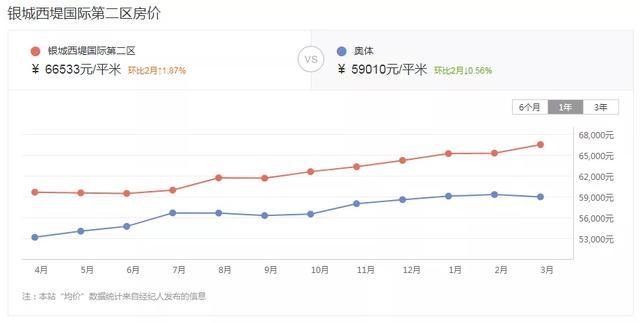 银城西堤国际第二区房价
银城西堤国际第二区
VS
奥体
¥ 66533元/平米 环比2月↑1.87%
¥ 59010元/平米 环比2月↓0.56%
6个月 1年 3年
68,000元
65,000元
62,000元
59,000元
56,000元
53,000元
4月 5月 6月 7月 8月 9月 10月 11月 12月 1月 2月 3月
注：本站“均价”数据统计来自经纪人发布的信息